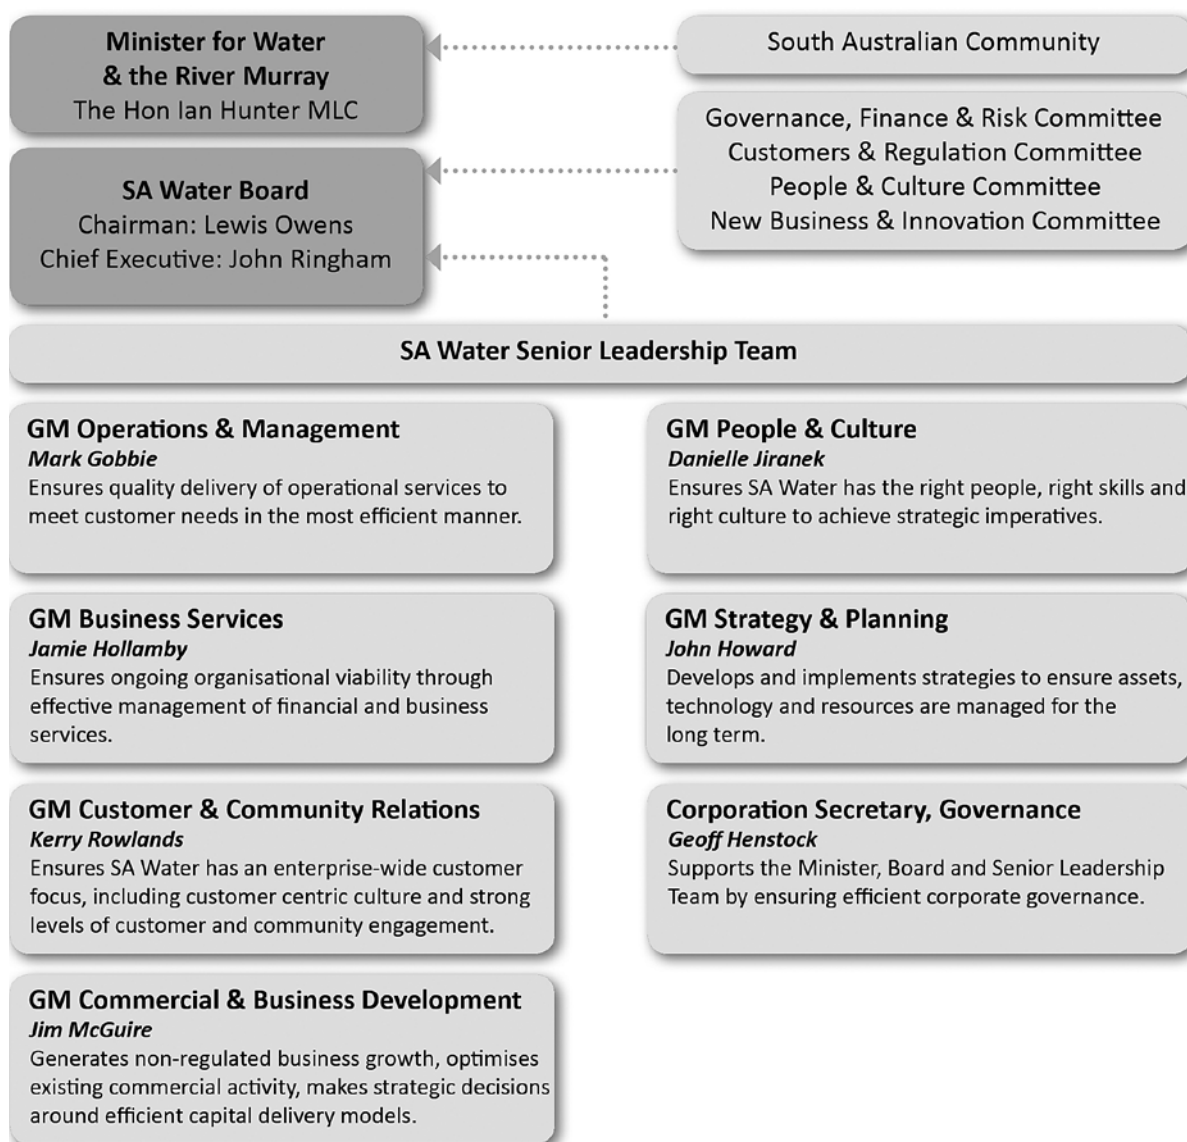 Minister for Water
& the River Murray
The Hon Ian Hunter MLC
South Australian Community
Governance, Finance & Risk Committee
Customers & Regulation Committee
People & Culture Committee
New Business & Innovation Committee
SA Water Board
Chairman: Lewis Owens
Chief Executive: John Ringham
SA Water Senior Leadership Team
GM Operations & Management
Mark Gobbie
Ensures quality delivery of operational services to
meet customer needs in the most efficient manner.
GM People & Culture
Danielle Jiranek
Ensures SA Water has the right people, right skills and
right culture to achieve strategic imperatives.
GM Business Services
Jamie Hollamby
Ensures ongoing organisational viability through
effective management of financial and business
services.
GM Strategy & Planning
John Howard
Develops and implements strategies to ensure assets,
technology and resources are managed for the
long term.
GM Customer & Community Relations
Kerry Rowlands
Ensures SA Water has an enterprise-wide customer
focus, including customer centric culture and strong
levels of customer and community engagement.
Corporation Secretary, Governance
Geoff Henstock
Supports the Minister, Board and Senior Leadership
Team by ensuring efficient corporate governance.
GM Commercial & Business Development
Jim McGuire
Generates non-regulated business growth, optimises
existing commercial activity, makes strategic decisions
around efficient capital delivery models.